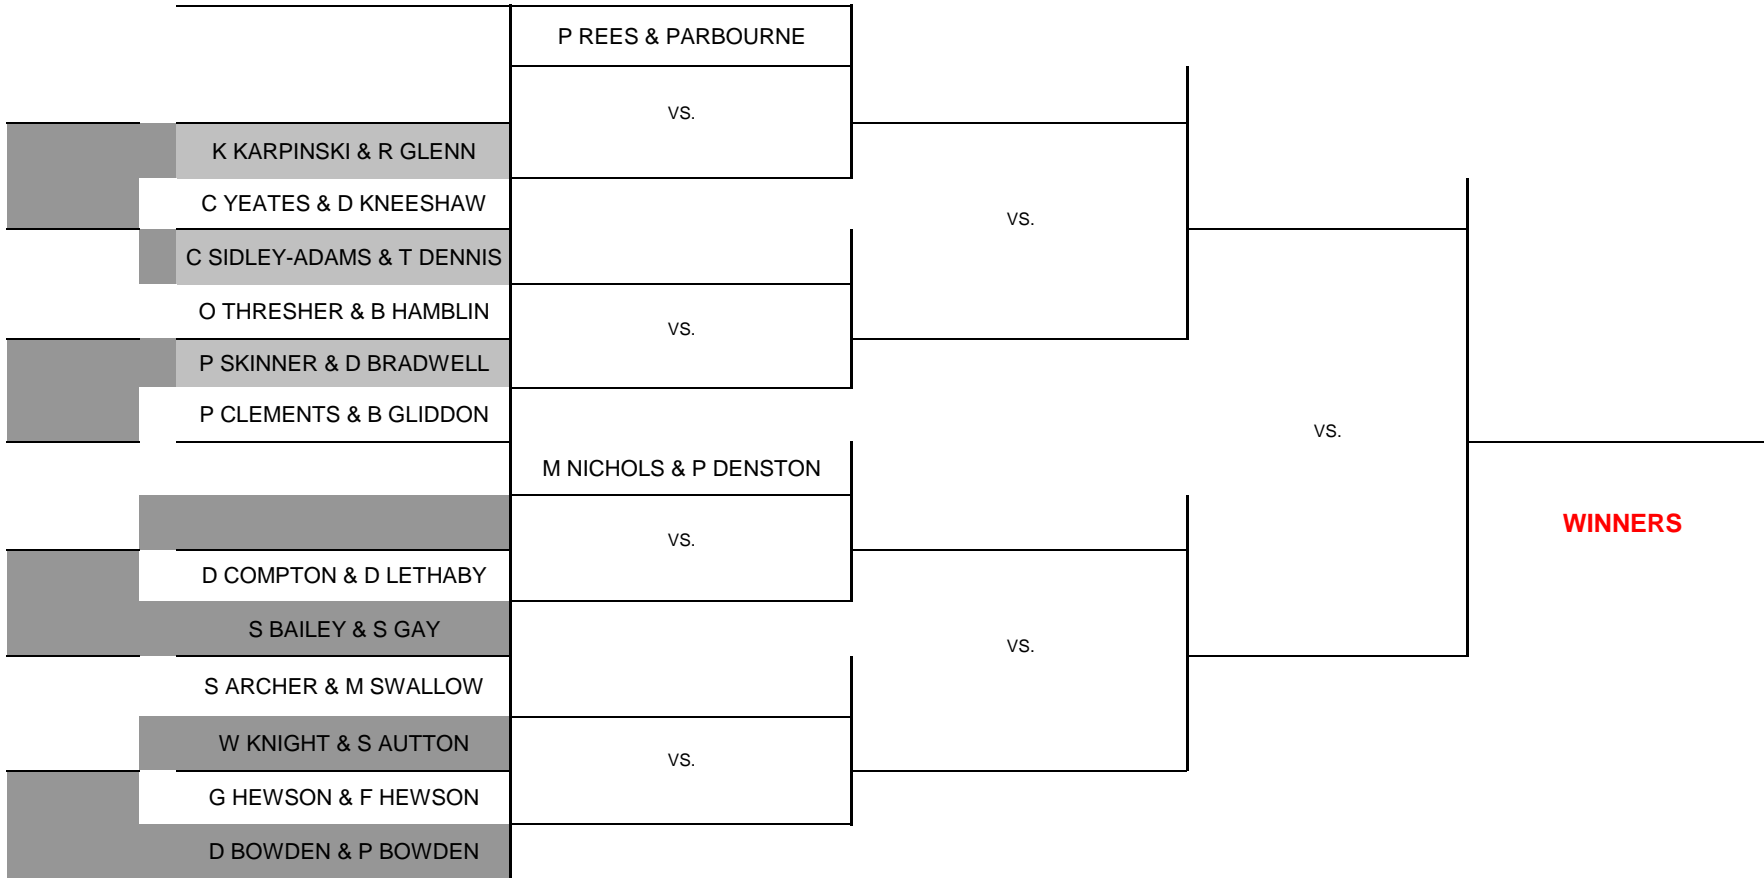 P REES & PARBOURNE
VS.
K KARPINSKI & R GLENN
C YEATES & D KNEESHAW
VS.
C SIDLEY-ADAMS & T DENNIS
O THRESHER & B HAMBLIN
VS.
P SKINNER & D BRADWELL
P CLEMENTS & B GLIDDON
VS.
M NICHOLS & P DENSTON
WINNERS
VS.
D COMPTON & D LETHABY
S BAILEY & S GAY
VS.
S ARCHER & M SWALLOW
W KNIGHT & S AUTTON
VS.
G HEWSON & F HEWSON
D BOWDEN & P BOWDEN